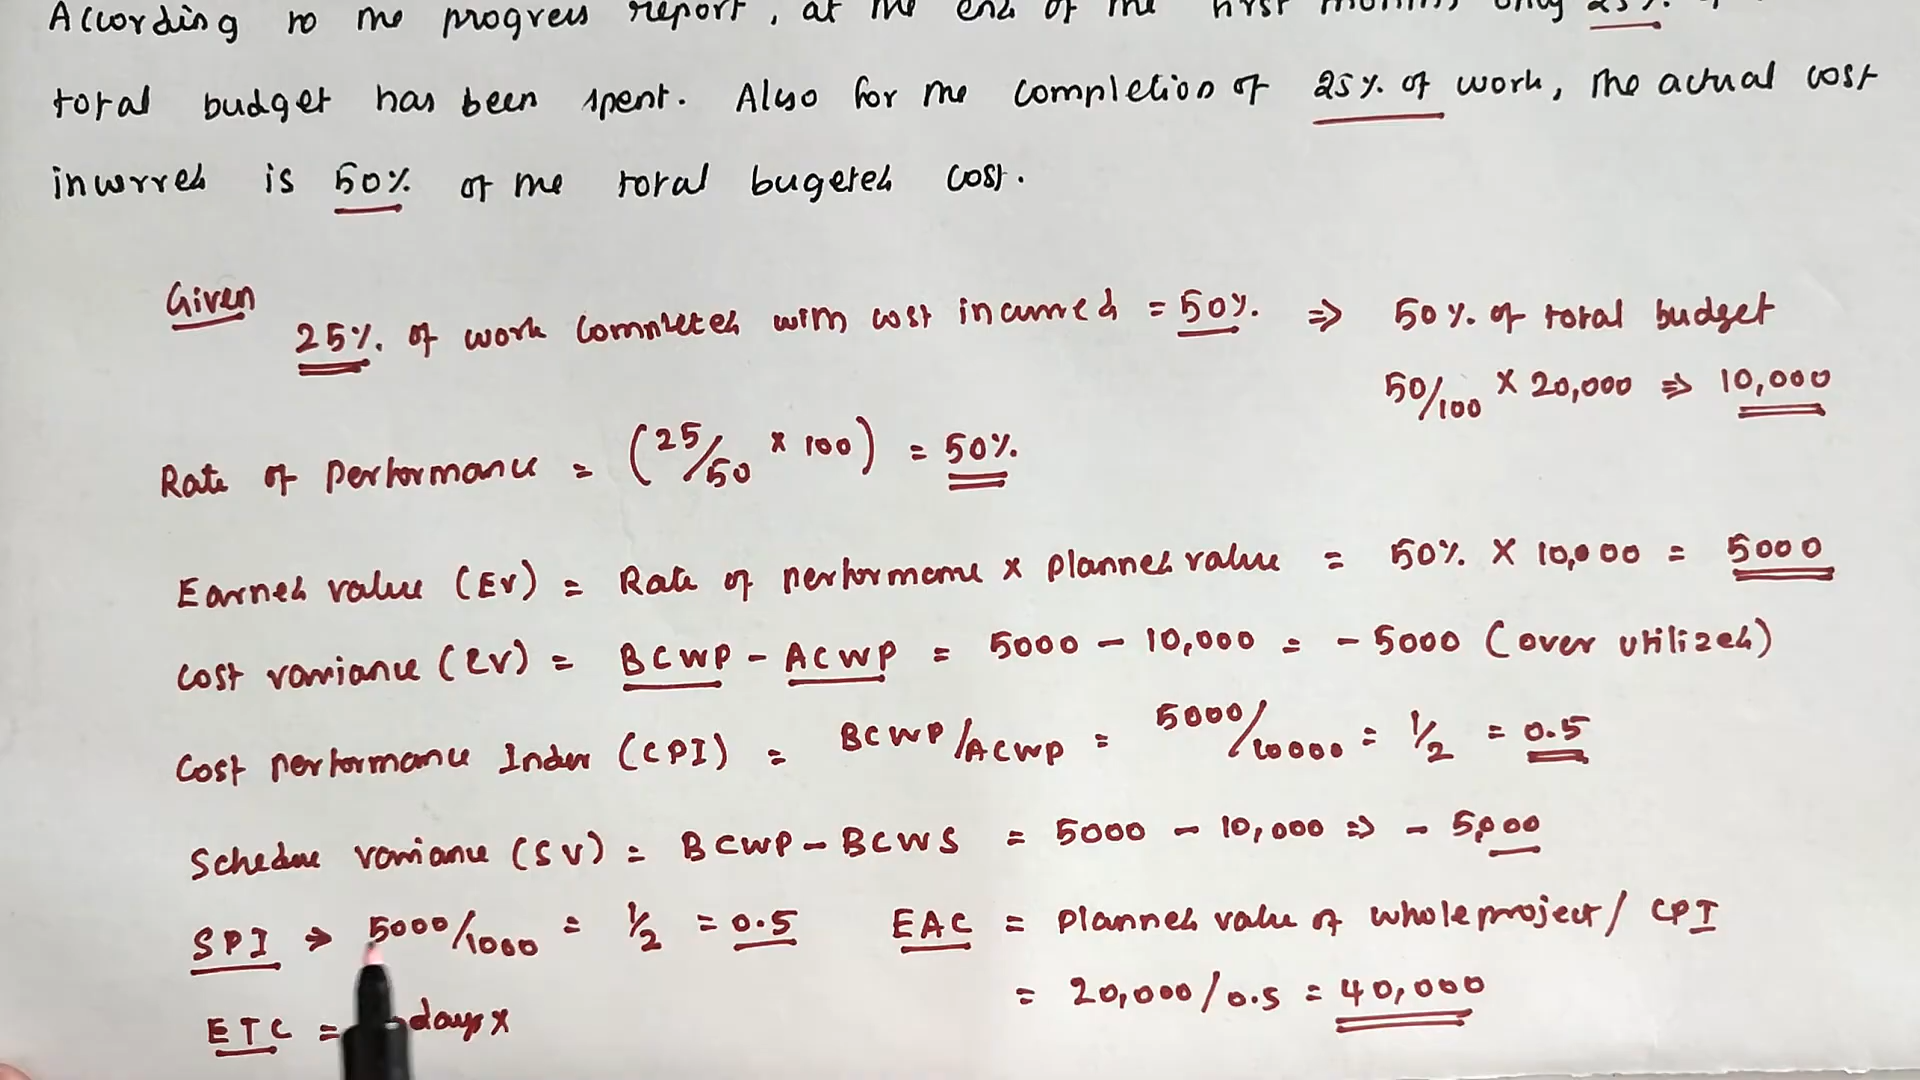 According to the progress report, at the end of the first month, only 25%
total budget has been spent. Also for the completion of 25% of work, the actual cost
incurred is 50% of the total bugeted cost.
Given
25% of work completed with cost incurred = 50% ⇒ 50% of total budget
50/100 × 20,000 ⇒ 10,000
Rate of performance = (25/50 × 100) = 50%
Earned value (EV) = Rate of performance × planned value = 50% × 10,000 = 5000
Cost variance (CV) = BCWP - ACWP = 5000 - 10,000 = - 5000 (over utilized)
Cost performance Index (CPI) = BCWP/ACWP = 5000/10000 = 1/2 = 0.5
Schedule variance (SV) = BCWP - BCWS = 5000 - 10,000 ⇒ - 5,000
SPI ⇒ 5000/1000 = 1/2 = 0.5 EAC = planned value of whole project / CPI
= 20,000/0.5 = 40,000
ETC = days ×